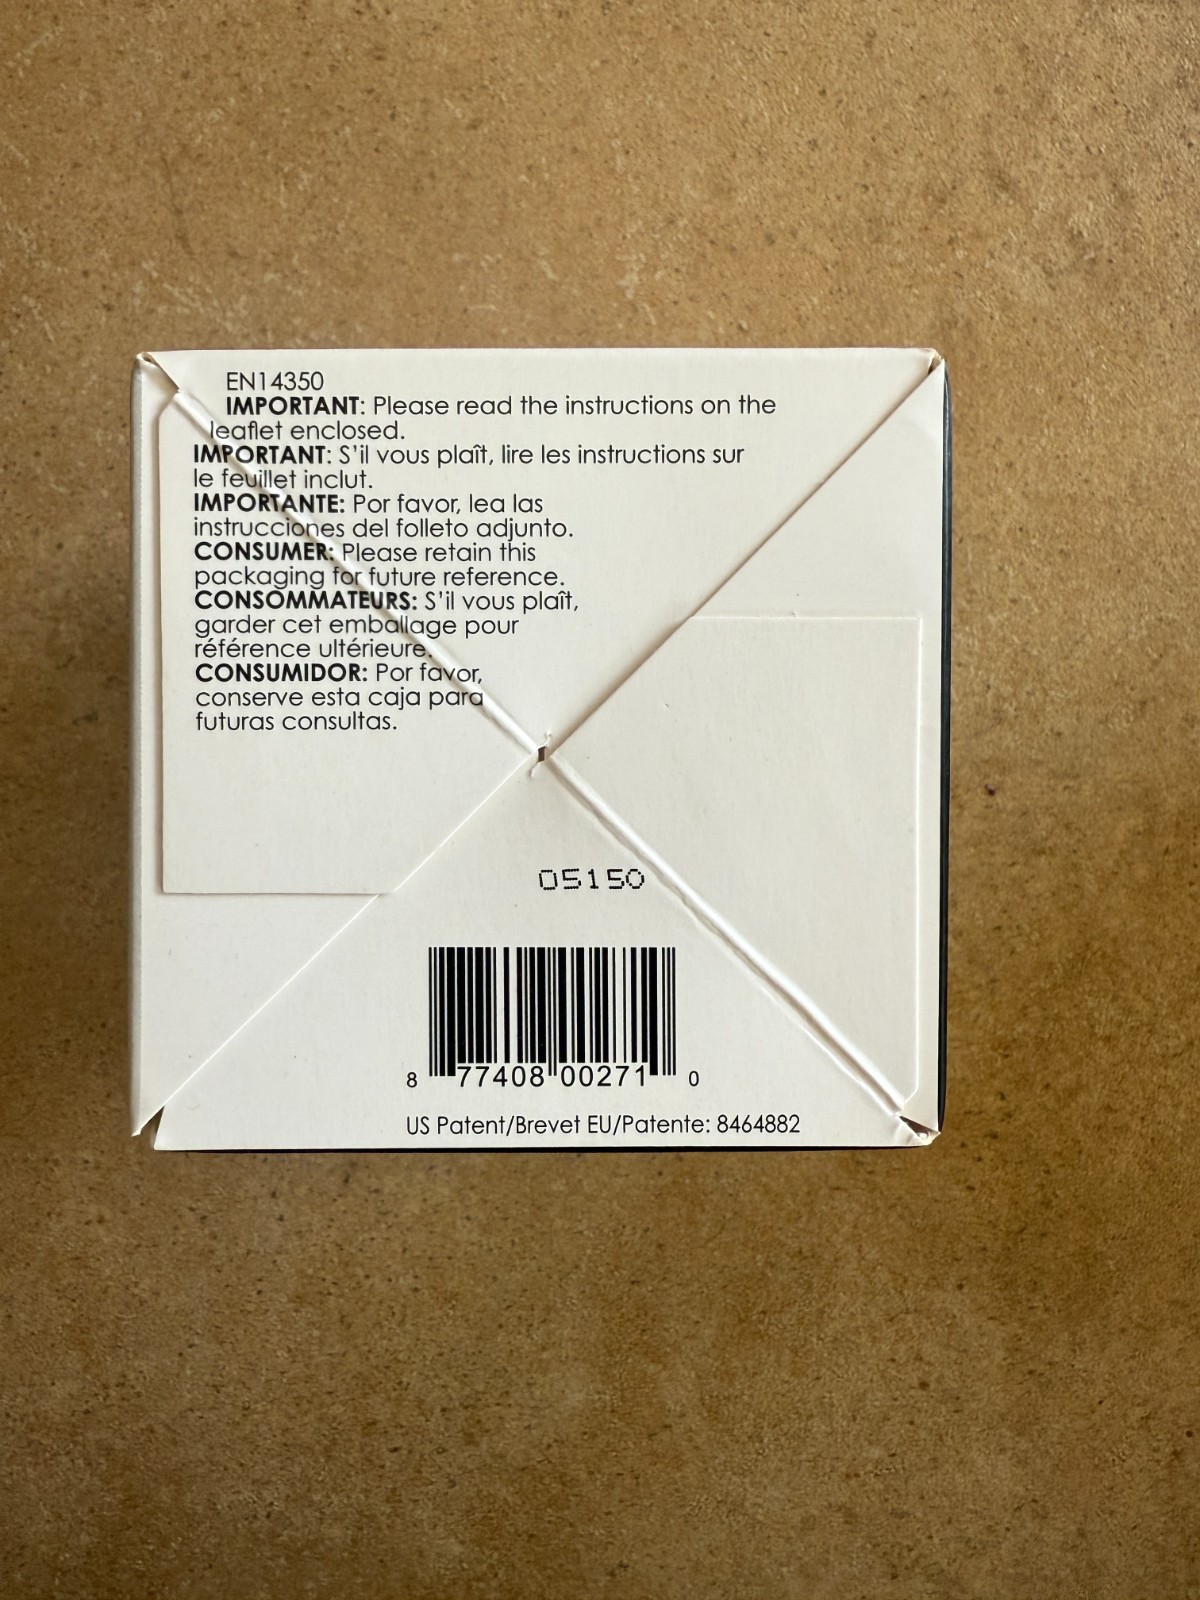 EN14350
IMPORTANT: Please read the instructions on the
leaflet enclosed.
IMPORTANT: S'il vous plaît, lire les instructions sur
le feuillet inclut.
IMPORTANTE: Por favor, lea las
instrucciones del folleto adjunto.
CONSUMER: Please retain this
packaging for future reference.
CONSOMMATEURS: S'il vous plaît,
garder cet emballage pour
référence ultérieure.
CONSUMIDOR: Por favor,
conserve esta caja para
futuras consultas.
05150
8 77408 00271 0
US Patent/Brevet EU/Patente: 8464882